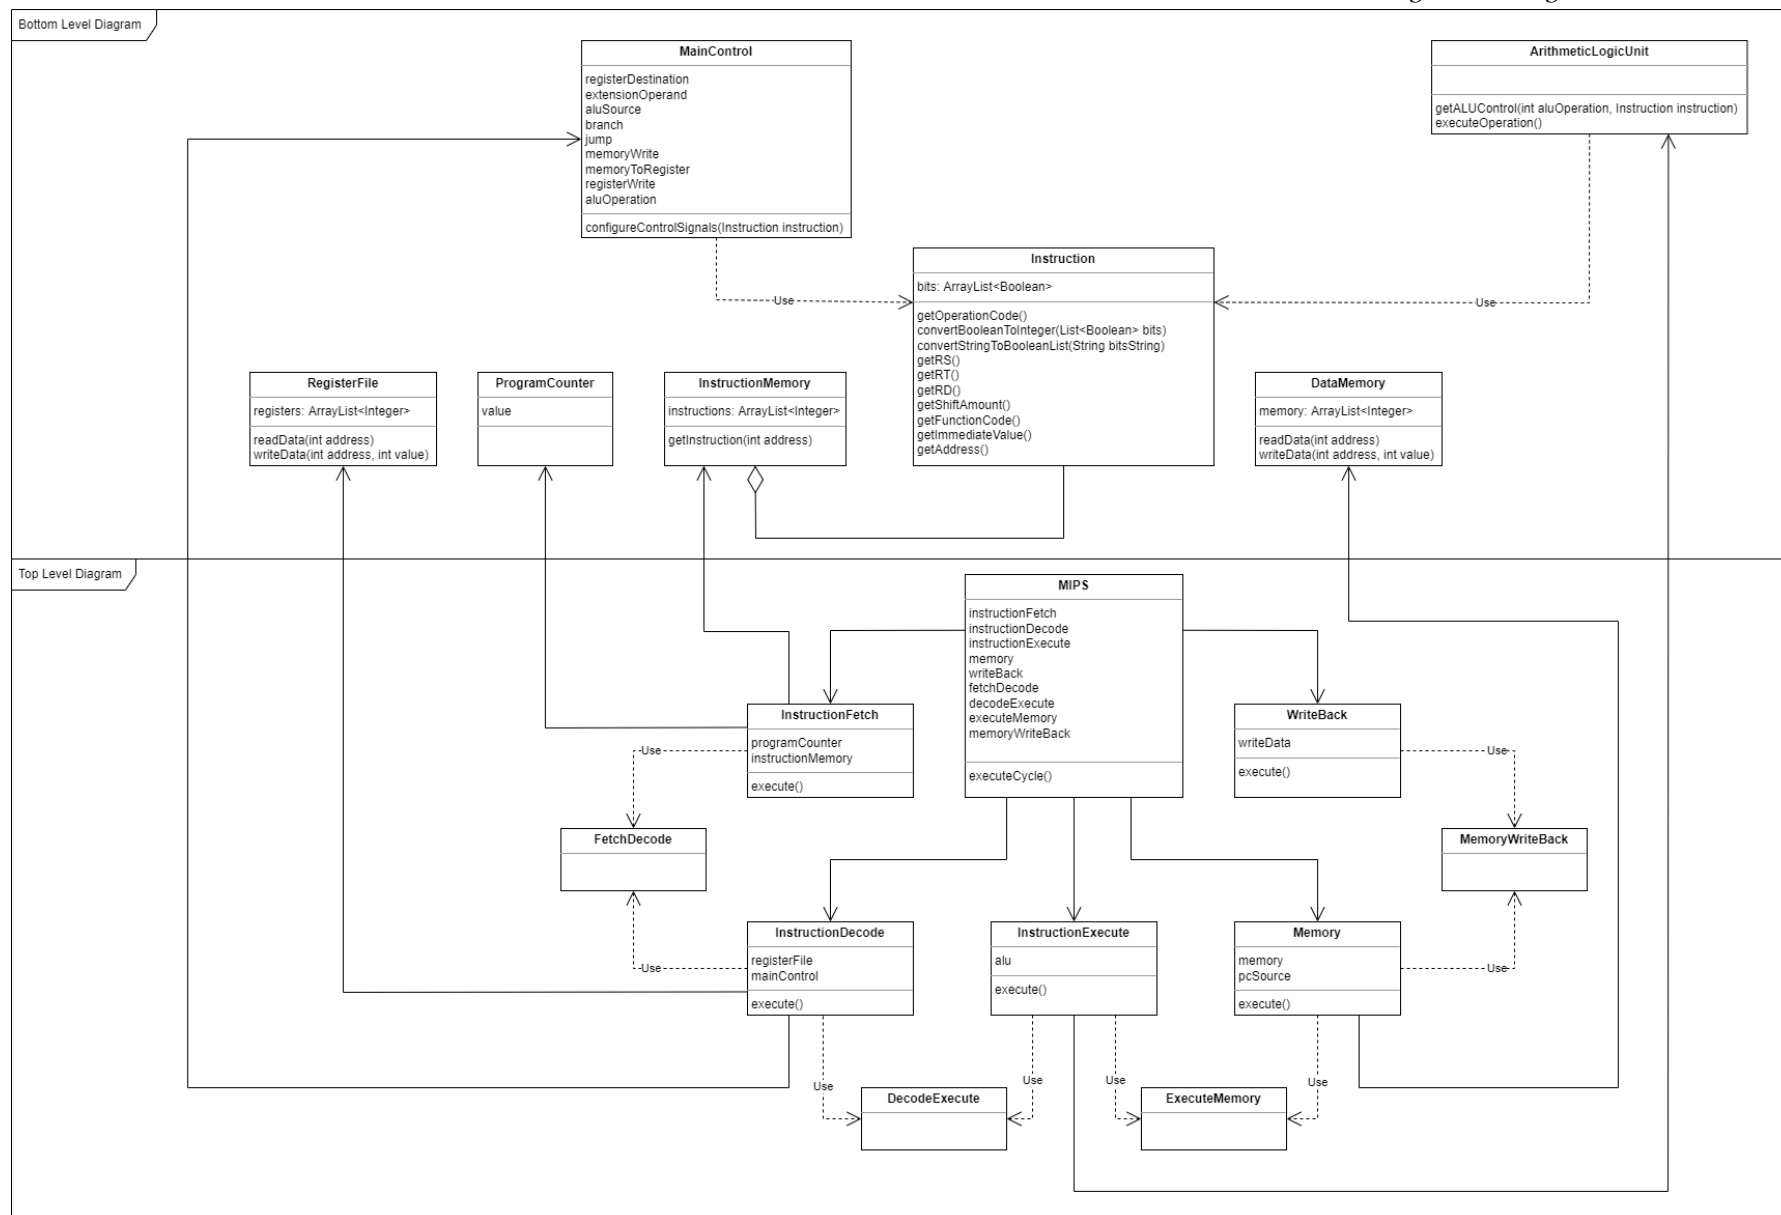 Bottom Level Diagram
MainControl
registerDestination
extensionOperand
aluSource
branch
jump
memoryWrite
memoryToRegister
registerWrite
aluOperation
configureControlSignals(Instruction instruction)
ArithmeticLogicUnit
getALUControl(int aluOperation, Instruction instruction)
executeOperation()
Use
Use
Instruction
bits: ArrayList<Boolean>
getOperationCode()
convertBooleanToInteger(List<Boolean> bits)
convertStringToBooleanList(String bitsString)
getRS()
getRT()
getRD()
getShiftAmount()
getFunctionCode()
getImmediateValue()
getAddress()
RegisterFile
registers: ArrayList<Integer>
readData(int address)
writeData(int address, int value)
ProgramCounter
value
InstructionMemory
instructions: ArrayList<Integer>
getInstruction(int address)
DataMemory
memory: ArrayList<Integer>
readData(int address)
writeData(int address, int value)
Top Level Diagram
MIPS
instructionFetch
instructionDecode
instructionExecute
memory
writeBack
fetchDecode
decodeExecute
executeMemory
memoryWriteBack
executeCycle()
InstructionFetch
programCounter
instructionMemory
execute()
WriteBack
writeData
execute()
Use
Use
FetchDecode
MemoryWriteBack
InstructionDecode
registerFile
mainControl
execute()
InstructionExecute
alu
execute()
Memory
memory
pcSource
execute()
Use
Use
Use
Use
Use
Use
DecodeExecute
ExecuteMemory